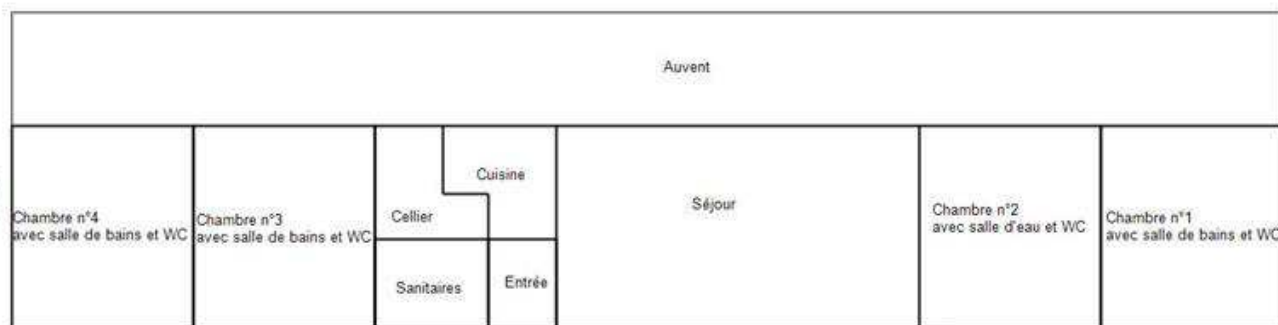 Auvent
Chambre n°4
avec salle de bains et WC
Chambre n°3
avec salle de bains et WC
Cellier
Cuisine
Sanitaires
Entrée
Séjour
Chambre n°2
avec salle d'eau et WC
Chambre n°1
avec salle de bains et WC